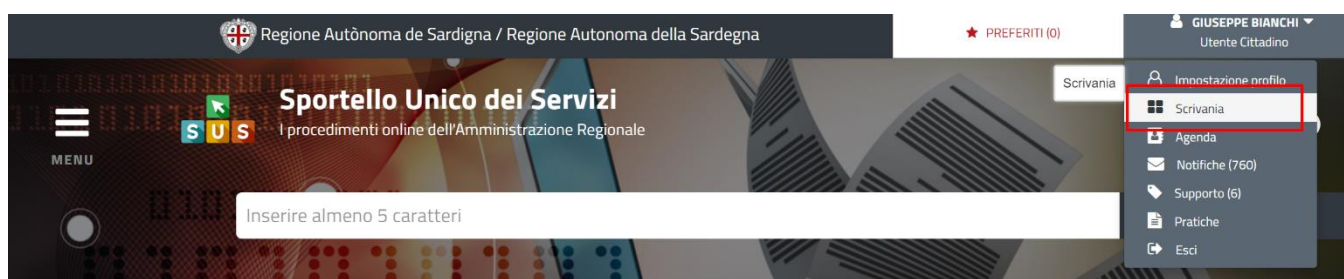 Regione Autònoma de Sardigna / Regione Autonoma della Sardegna
PREFERITI (0)
GIUSEPPE BIANCHI
Utente Cittadino
MENU
SUS
Sportello Unico dei Servizi
I procedimenti online dell'Amministrazione Regionale
Scrivania
Impostazione profilo
Scrivania
Agenda
Notifiche (760)
Supporto (6)
Pratiche
Esci
Inserire almeno 5 caratteri